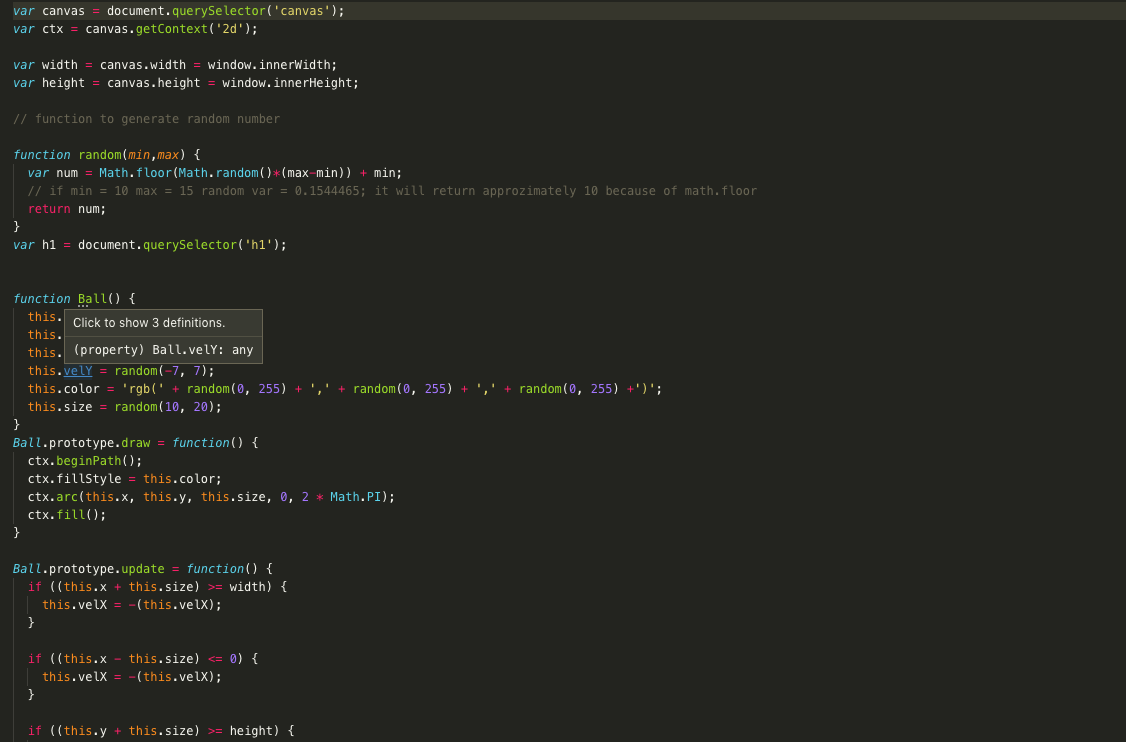 var canvas = document.querySelector('canvas');
var ctx = canvas.getContext('2d');
var width = canvas.width = window.innerWidth;
var height = canvas.height = window.innerHeight;
// function to generate random number
function random(min,max) {
var num = Math.floor(Math.random()*(max-min)) + min;
// if min = 10 max = 15 random var = 0.1544465; it will return approzimately 10 because of math.floor
return num;
}
var h1 = document.querySelector('h1');
function Ball() {
this.
Click to show 3 definitions.
this.
this.
(property) Ball.velY: any
this.velY = random(-7, 7);
this.color = 'rgb(' + random(0, 255) + ',' + random(0, 255) + ',' + random(0, 255) +')';
this.size = random(10, 20);
}
Ball.prototype.draw = function() {
ctx.beginPath();
ctx.fillStyle = this.color;
ctx.arc(this.x, this.y, this.size, 0, 2 * Math.PI);
ctx.fill();
}
Ball.prototype.update = function() {
if ((this.x + this.size) >= width) {
this.velX = -(this.velX);
}
if ((this.x - this.size) <= 0) {
this.velX = -(this.velX);
}
if ((this.y + this.size) >= height) {